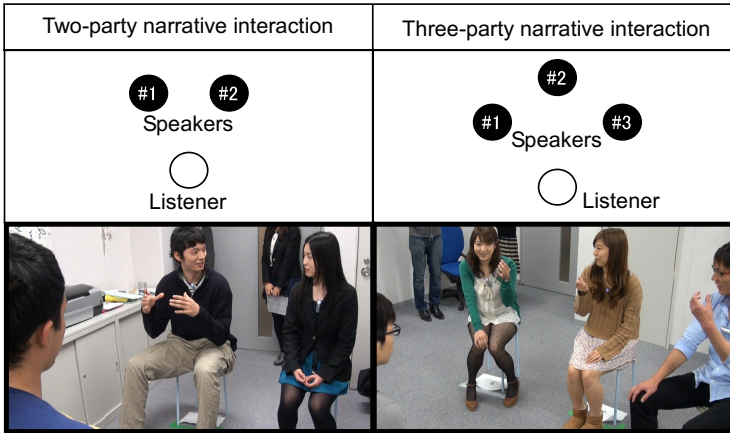 Two-party narrative interaction
Three-party narrative interaction
#1
#2
Speakers
Listener
#2
#1
#3
Speakers
Listener